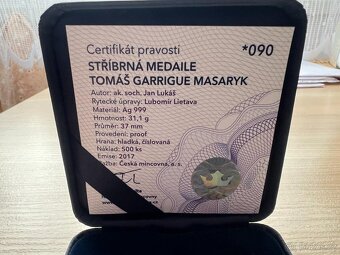 Certifikát pravosti
*090
STŘÍBRNÁ MEDAILE
TOMÁŠ GARRIGUE MASARYK
Autor: ak. soch. Jan Lukáš
Rytecké úpravy: Lubomír Lietava
Materiál: Ag 999
Hmotnost: 31,1 g
Průměr: 37 mm
Provedení: proof
Hrana: hladká, číslovaná
Náklad: 500 ks
Emise: 2017
Ražba: Česká mincovna, a. s.